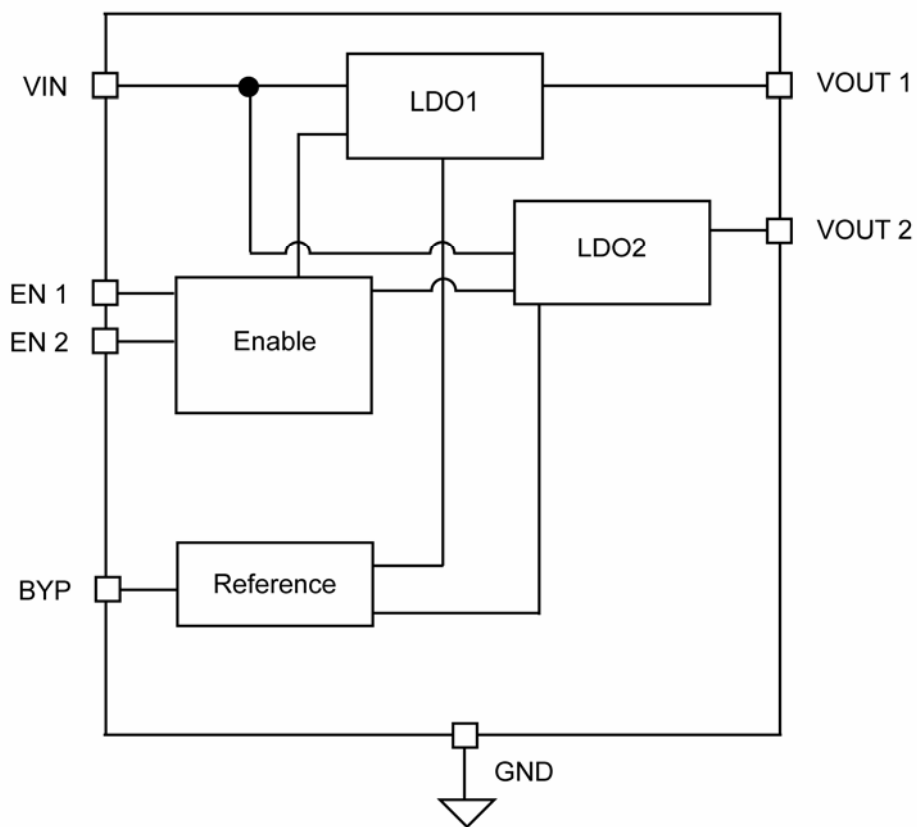 VIN
LDO1
VOUT 1
LDO2
VOUT 2
EN 1
EN 2
Enable
BYP
Reference
GND